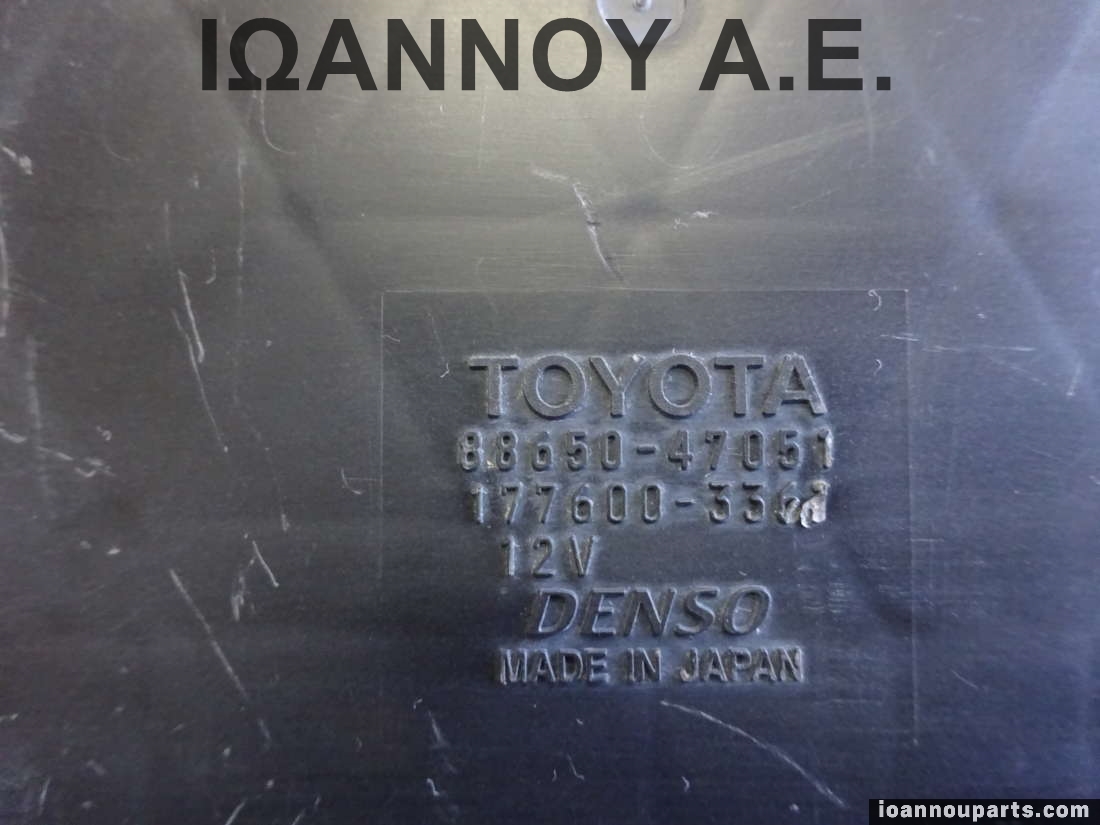 ΙΩΑΝΝΟΥ Α.Ε.
TOYOTA
88650-47051
12V
DENSO
MADE IN JAPAN
ioannouparts.com